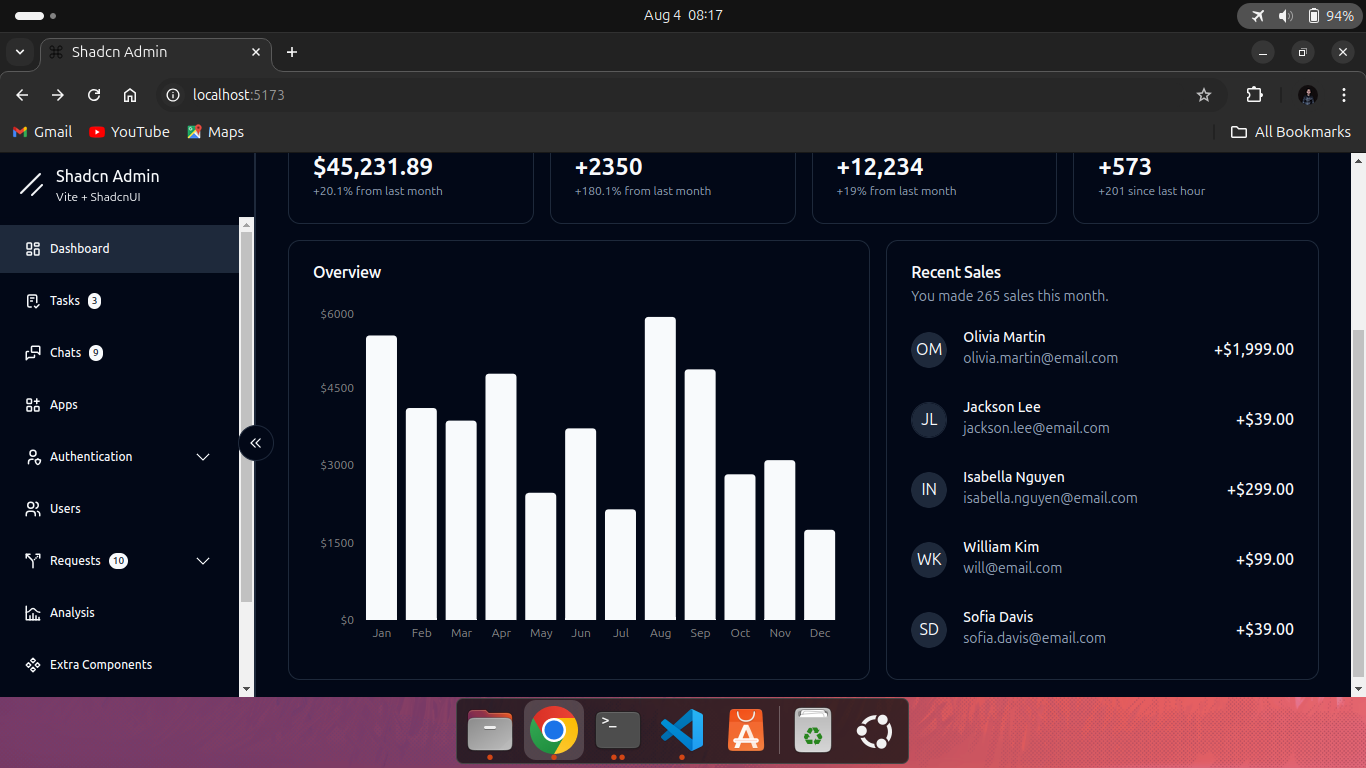 Aug 4 08:17
94%
Shadcn Admin
localhost:5173
Gmail YouTube Maps All Bookmarks
Shadcn Admin
Vite + ShadcnUI
Dashboard
Tasks 3
Chats 9
Apps
Authentication
Users
Requests 10
Analysis
Extra Components
$45,231.89
+20.1% from last month
+2350
+180.1% from last month
+12,234
+19% from last month
+573
+201 since last hour
Overview
$6000
$4500
$3000
$1500
$0
Jan Feb Mar Apr May Jun Jul Aug Sep Oct Nov Dec
Recent Sales
You made 265 sales this month.
OM
Olivia Martin
olivia.martin@email.com
+$1,999.00
JL
Jackson Lee
jackson.lee@email.com
+$39.00
IN
Isabella Nguyen
isabella.nguyen@email.com
+$299.00
WK
William Kim
will@email.com
+$99.00
SD
Sofia Davis
sofia.davis@email.com
+$39.00